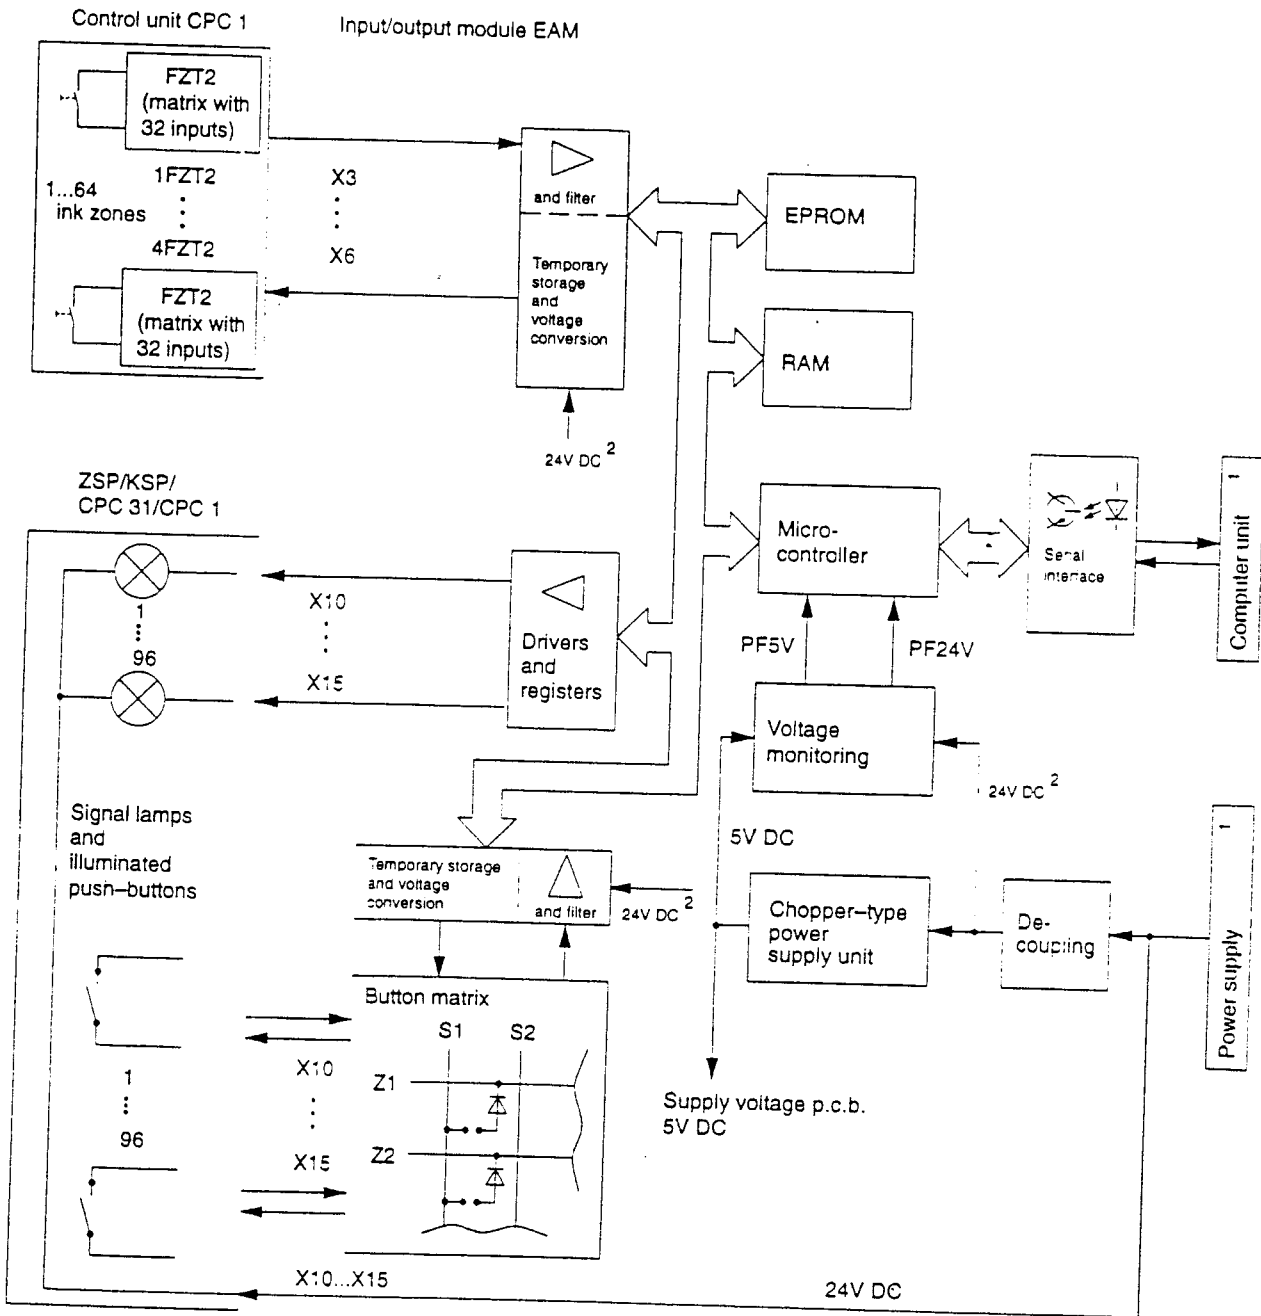 Control unit CPC 1
Input/output module EAM
FZT2
(matrix with
32 inputs)
1FZT2
1...64
ink zones
4FZT2
FZT2
(matrix with
32 inputs)
X3
X6
and filter
Temporary
storage
and
voltage
conversion
24V DC 2
EPROM
RAM
Micro-
controller
Serial
interface
Computer unit 1
PF5V
PF24V
Voltage
monitoring
24V DC 2
5V DC
ZSP/KSP/
CPC 31/CPC 1
1
96
X10
X15
Drivers
and
registers
Signal lamps
and
illuminated
push-buttons
Temporary storage
and voltage
conversion
and filter
24V DC 2
Chopper-type
power
supply unit
De-
coupling
Power supply 1
Button matrix
S1 S2
Z1
Z2
1
96
X10
X15
Supply voltage p.c.b.
5V DC
X10...X15
24V DC